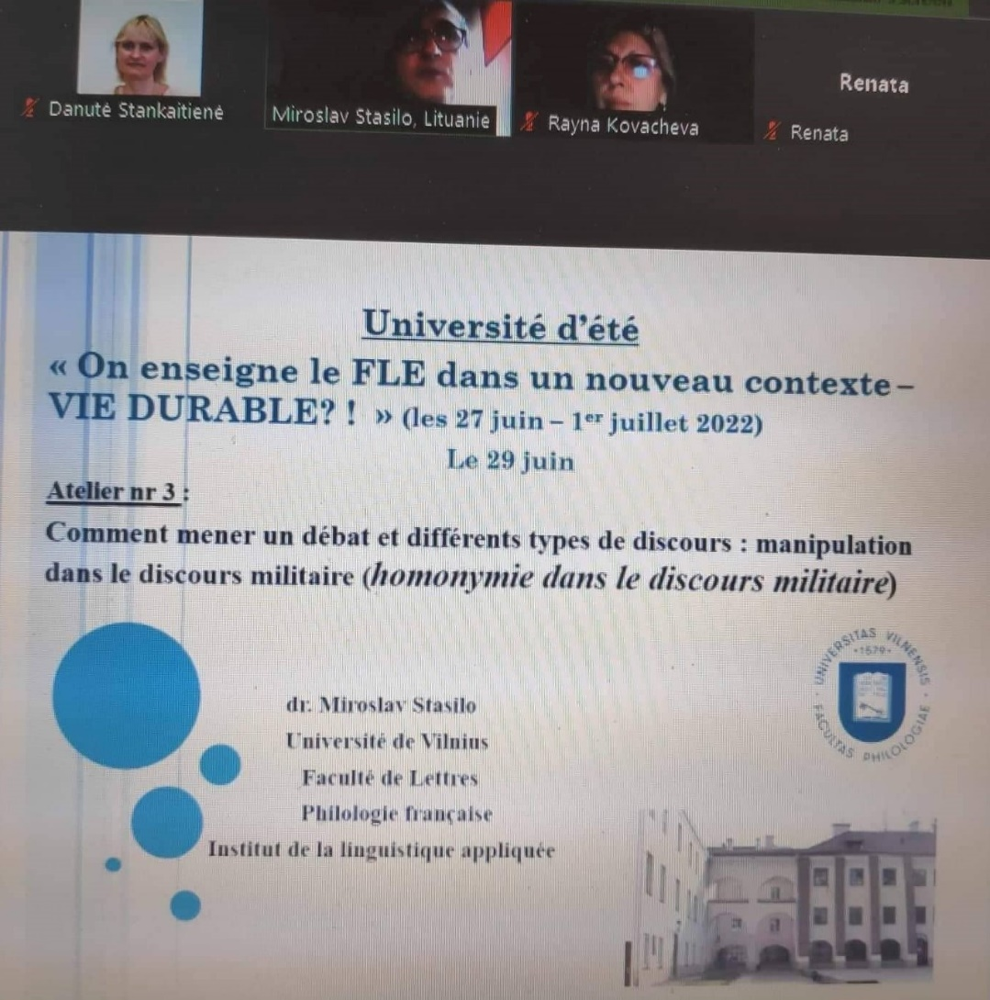 Renata
Danutė Stankaitienė
Miroslav Stasilo, Lituanie
Rayna Kovacheva
Renata
Université d'été
« On enseigne le FLE dans un nouveau contexte –
VIE DURABLE? ! » (les 27 juin – 1er juillet 2022)
Le 29 juin
Atelier nr 3 :
Comment mener un débat et différents types de discours : manipulation
dans le discours militaire (homonymie dans le discours militaire)
UNIVERSITAS VILNENSIS
•1579•
FACULTAS PHILOLOGIAE
dr. Miroslav Stasilo
Université de Vilnius
Faculté de Lettres
Philologie française
Institut de la linguistique appliquée